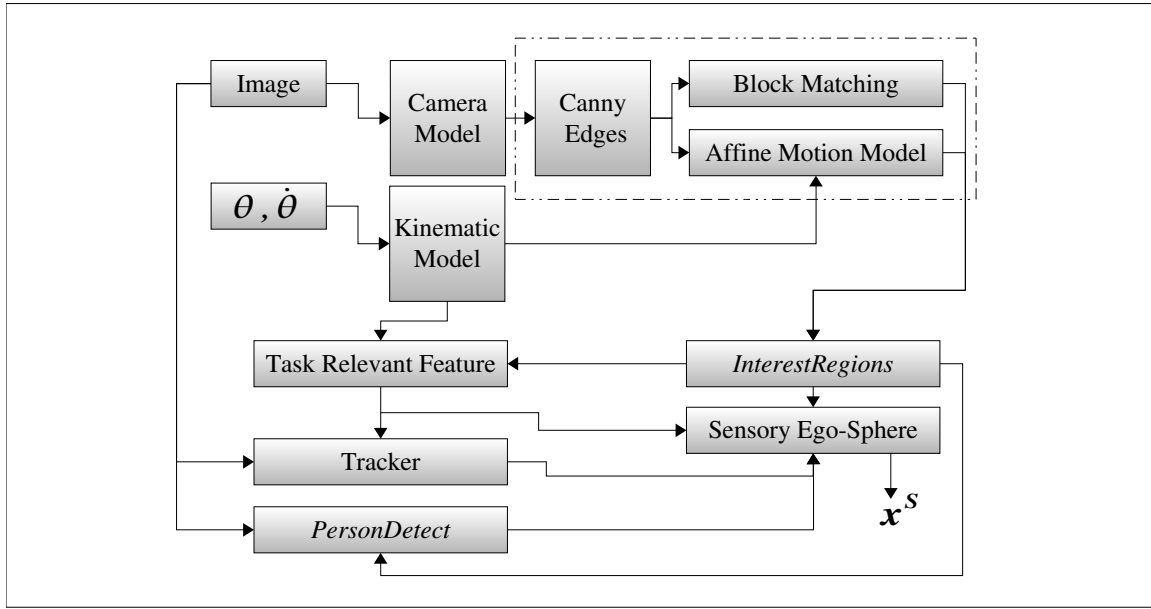 Image
Camera
Model
Canny
Edges
Block Matching
Affine Motion Model
θ , θ̇
Kinematic
Model
Task Relevant Feature
InterestRegions
Sensory Ego-Sphere
Tracker
x^S
PersonDetect